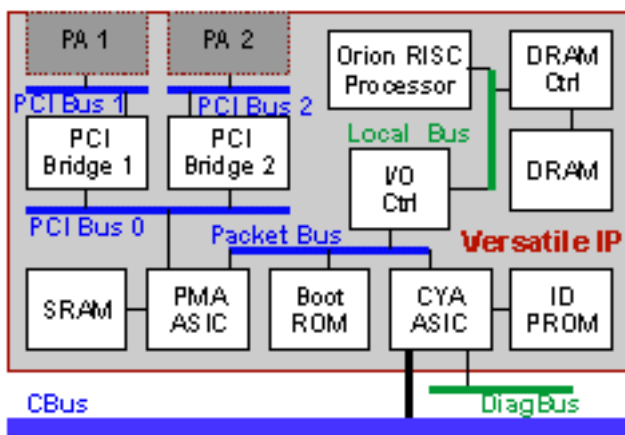 PA 1
PA 2
Orion RISC
Processor
DRAM
Ctrl
PCI Bus 1
PCI Bus 2
PCI
Bridge 1
PCI
Bridge 2
Local Bus
DRAM
I/O
Ctrl
PCI Bus 0
Packet Bus
Versatile IP
SRAM
PMA
ASIC
Boot
ROM
CYA
ASIC
ID
PROM
CBus
DiagBus